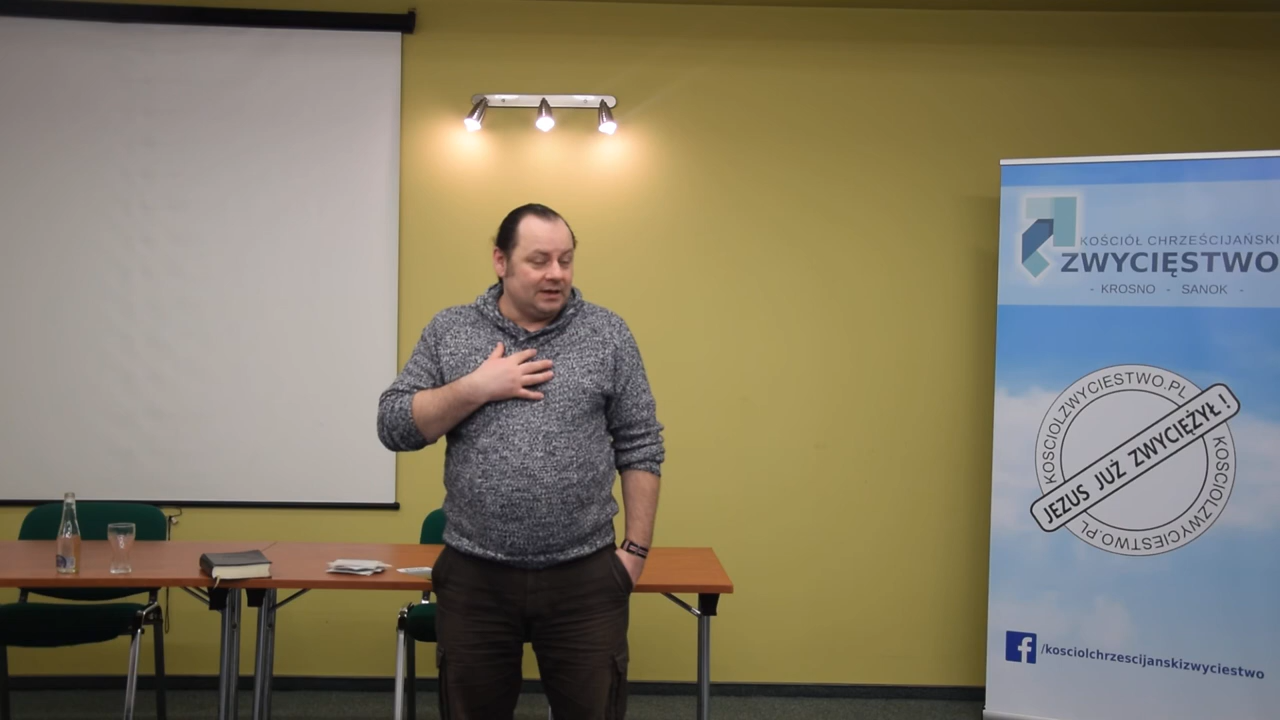 KOŚCIÓŁ CHRZEŚCIJAŃSKI
ZWYCIĘSTWO
- KROSNO - SANOK -
KOSCIOLZWYCIESTWO.PL
JEZUS JUŻ ZWYCIĘŻYŁ !
KOSCIOLZWYCIESTWO.PL
/kosciolchrzescijanskizwyciestwo